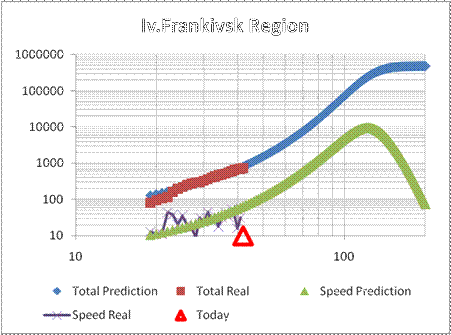 Iv.Frankivsk Region
1000000
100000
10000
1000
100
10
10 100
Total Prediction Total Real Speed Prediction
Speed Real Today